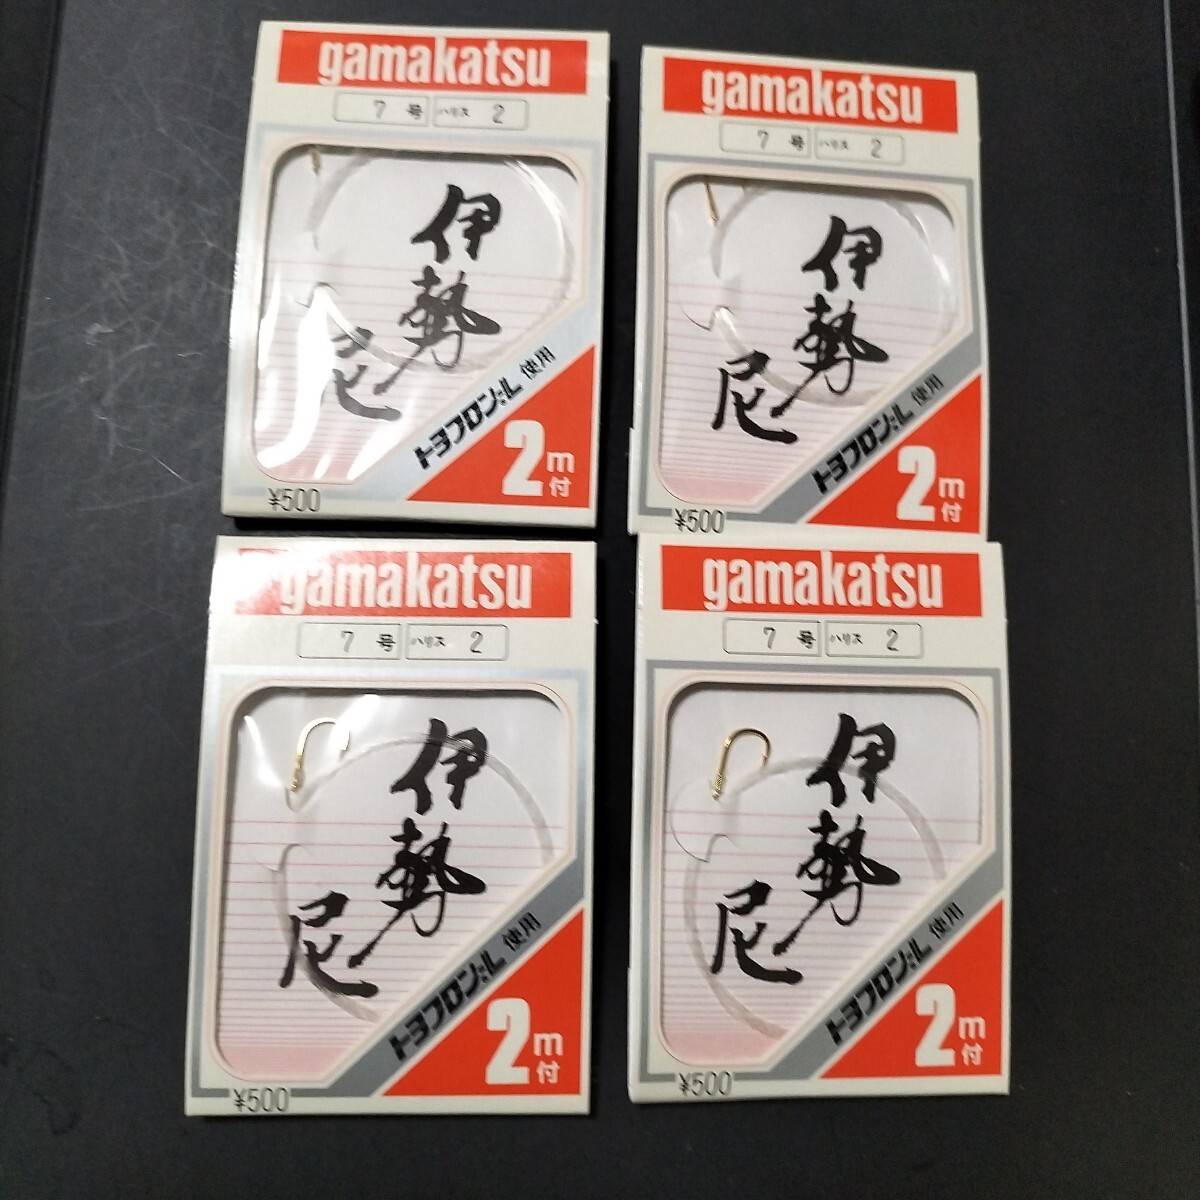 gamakatsu
7 号 ハリス 2
伊勢尼
トヨフロン 使用
2m付
¥500
gamakatsu
7 号 ハリス 2
伊勢尼
トヨフロン 使用
2m付
¥500
gamakatsu
7 号 ハリス 2
伊勢尼
トヨフロン 使用
2m付
¥500
gamakatsu
7 号 ハリス 2
伊勢尼
トヨフロン 使用
2m付
¥500